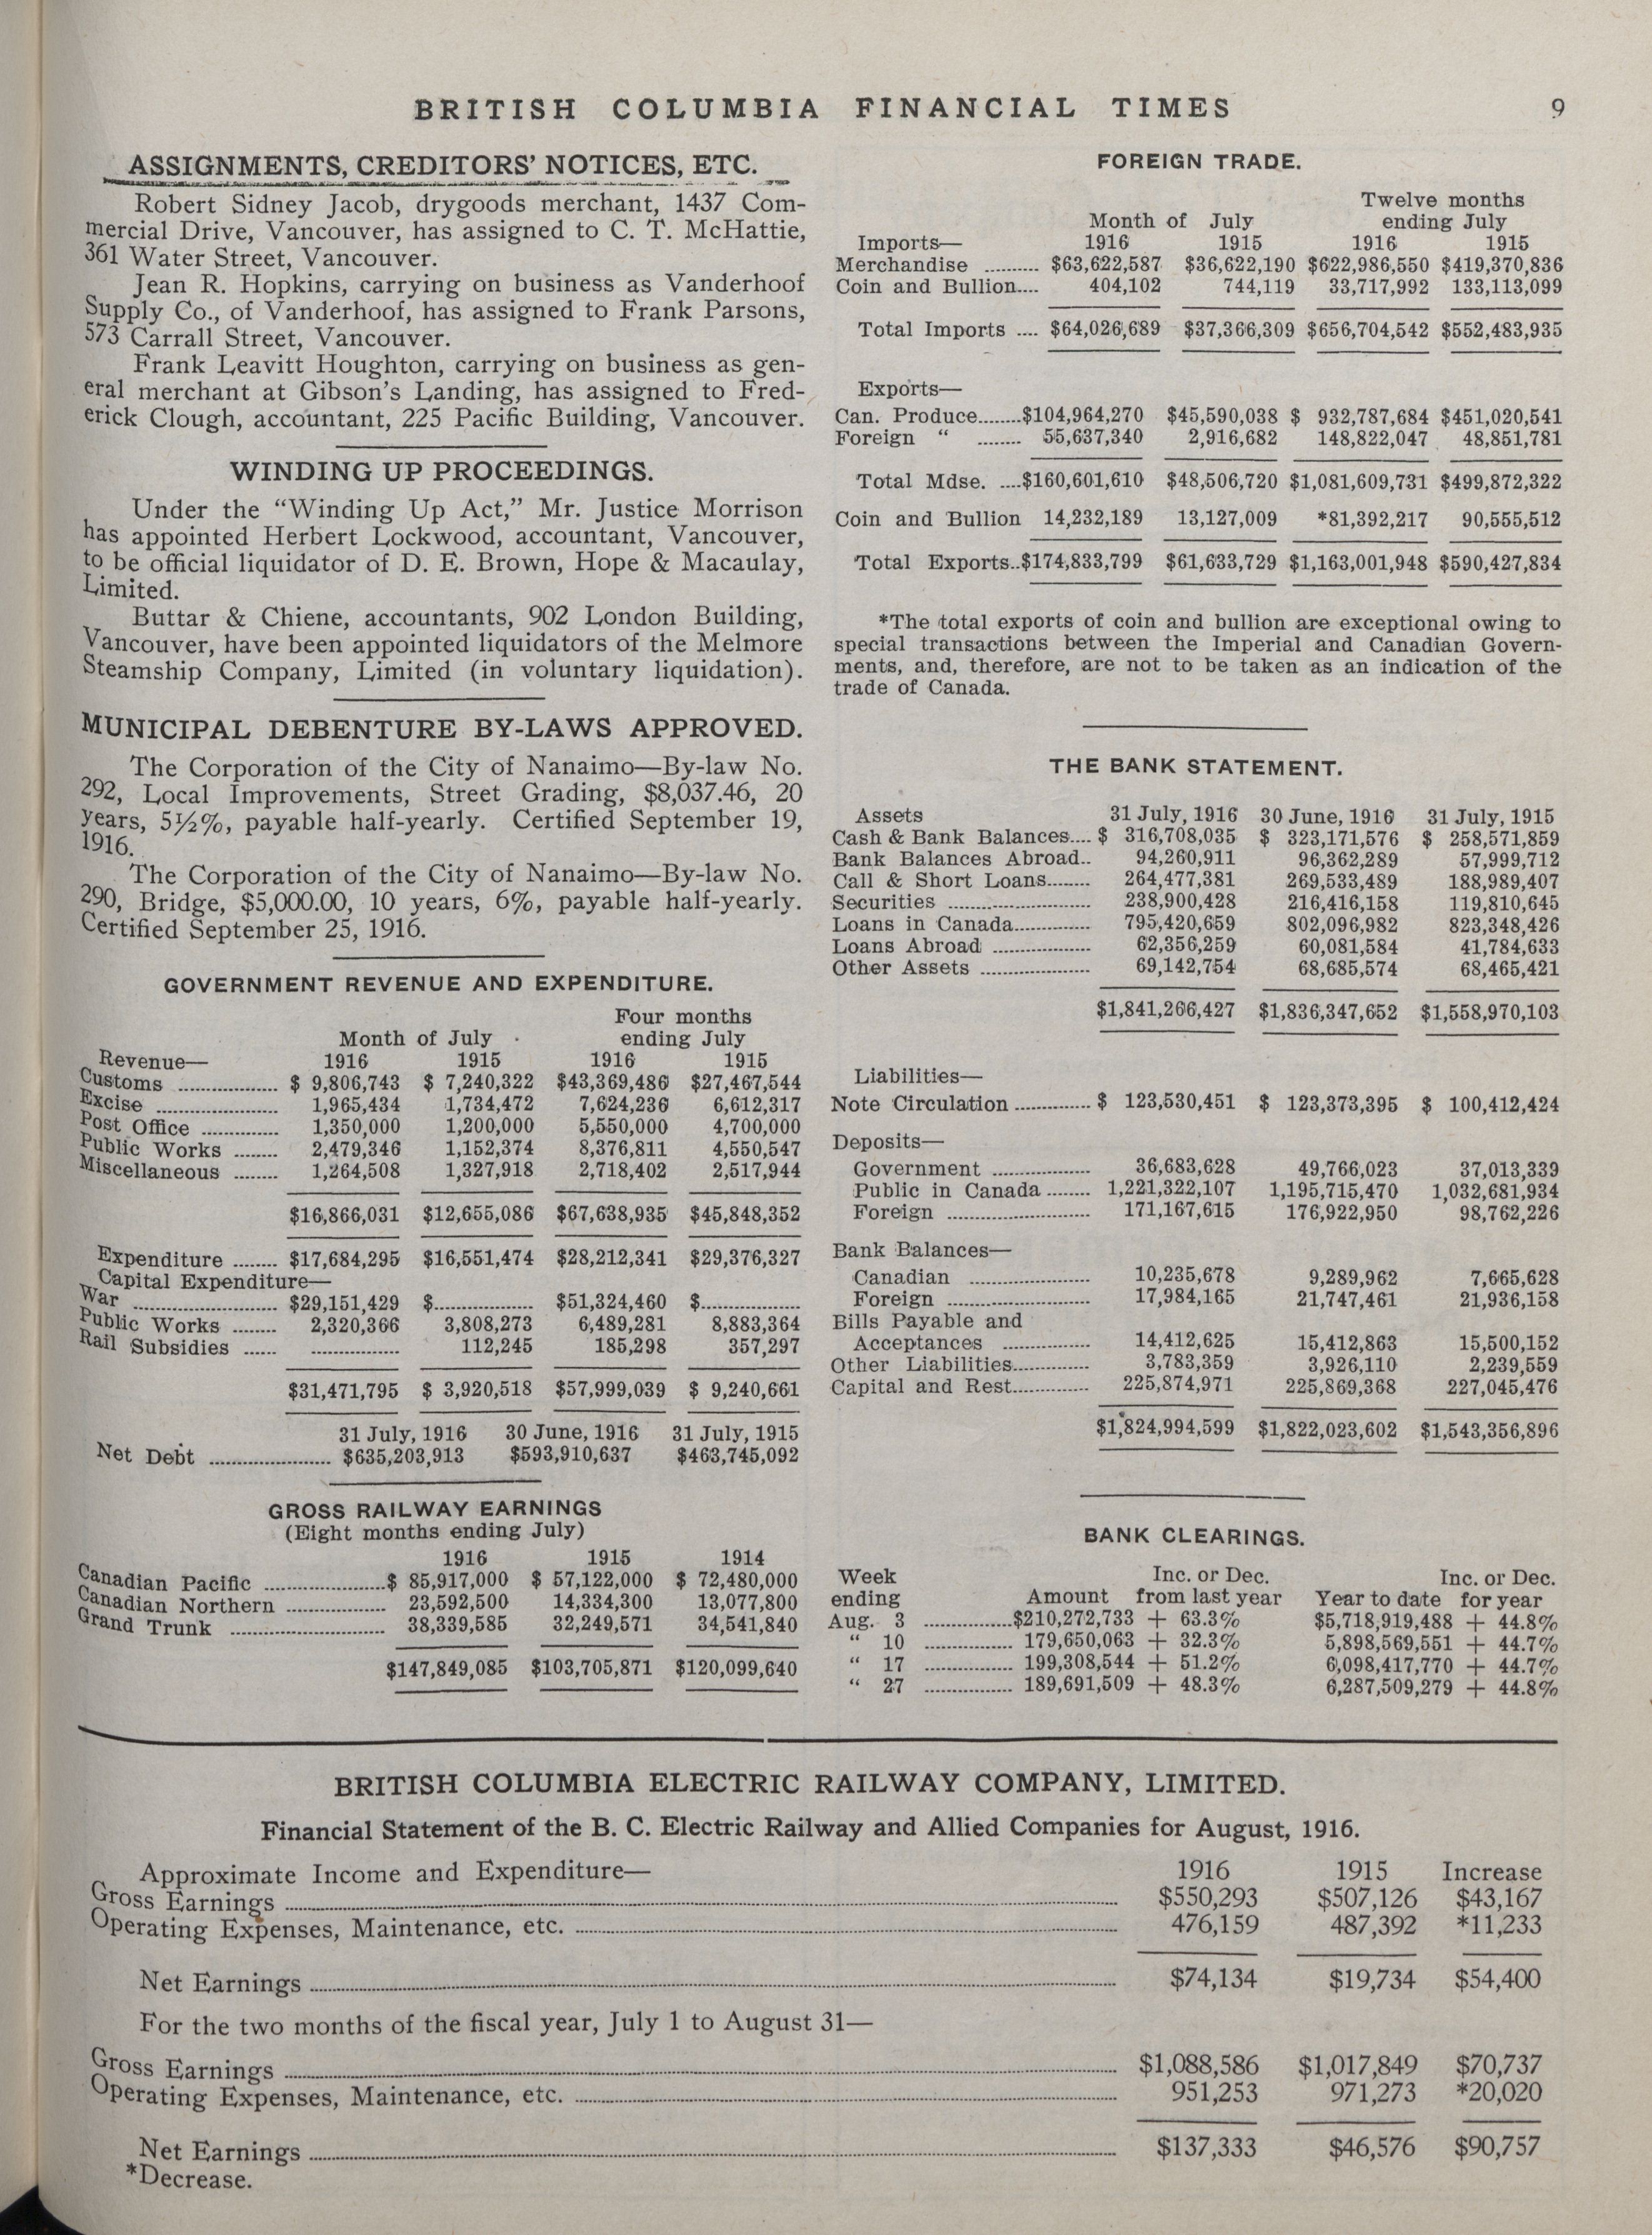 BRITISH COLUMBIA FINANCIAL TIMES 9
ASSIGNMENTS, CREDITORS' NOTICES, ETC.
Robert Sidney Jacob, drygoods merchant, 1437 Com-
mercial Drive, Vancouver, has assigned to C. T. McHattie,
361 Water Street, Vancouver.
Jean R. Hopkins, carrying on business as Vanderhoof
Supply Co., of Vanderhoof, has assigned to Frank Parsons,
573 Carrall Street, Vancouver.
Frank Leavitt Houghton, carrying on business as gen-
eral merchant at Gibson's Landing, has assigned to Fred-
erick Clough, accountant, 225 Pacific Building, Vancouver.
WINDING UP PROCEEDINGS.
Under the "Winding Up Act," Mr. Justice Morrison
has appointed Herbert Lockwood, accountant, Vancouver,
to be official liquidator of D. E. Brown, Hope & Macaulay,
Limited.
Buttar & Chiene, accountants, 902 London Building,
Vancouver, have been appointed liquidators of the Melmore
Steamship Company, Limited (in voluntary liquidation).
MUNICIPAL DEBENTURE BY-LAWS APPROVED.
The Corporation of the City of Nanaimo—By-law No.
292, Local Improvements, Street Grading, $8,037.46, 20
years, 5½%, payable half-yearly. Certified September 19,
1916.
The Corporation of the City of Nanaimo—By-law No.
290, Bridge, $5,000.00, 10 years, 6%, payable half-yearly.
Certified September 25, 1916.
GOVERNMENT REVENUE AND EXPENDITURE.
Four months
Month of July ending July
Revenue— 1916 1915 1916 1915
Customs ........ $ 9,806,743 $ 7,240,322 $43,369,486 $27,467,544
Excise ........ 1,965,434 1,734,472 7,624,236 6,612,317
Post Office ........ 1,350,000 1,200,000 5,550,000 4,700,000
Public Works ........ 2,479,346 1,152,374 8,376,811 4,550,547
Miscellaneous ........ 1,264,508 1,327,918 2,718,402 2,517,944
$16,866,031 $12,655,086 $67,638,935 $45,848,352
Expenditure ........ $17,684,295 $16,551,474 $28,212,341 $29,376,327
Capital Expenditure—
War ........ $29,151,429 $........ $51,324,460 $........
Public Works ........ 2,320,366 3,808,273 6,489,281 8,883,364
Rail Subsidies ...... ........ 112,245 185,298 357,297
$31,471,795 $ 3,920,518 $57,999,039 $ 9,240,661
31 July, 1916 30 June, 1916 31 July, 1915
Net Debt ........ $635,203,913 $593,910,637 $463,745,092
GROSS RAILWAY EARNINGS
(Eight months ending July)
1916 1915 1914
Canadian Pacific ........$ 85,917,000 $ 57,122,000 $ 72,480,000
Canadian Northern ........ 23,592,500 14,334,300 13,077,800
Grand Trunk ........ 38,339,585 32,249,571 34,541,840
$147,849,085 $103,705,871 $120,099,640
FOREIGN TRADE.
Twelve months
Month of July ending July
Imports— 1916 1915 1916 1915
Merchandise ........ $63,622,587 $36,622,190 $622,986,550 $419,370,836
Coin and Bullion.... 404,102 744,119 33,717,992 133,113,099
Total Imports .... $64,026,689 $37,366,309 $656,704,542 $552,483,935
Exports—
Can. Produce........$104,964,270 $45,590,038 $ 932,787,684 $451,020,541
Foreign " ........ 55,637,340 2,916,682 148,822,047 48,851,781
Total Mdse. ....$160,601,610 $48,506,720 $1,081,609,731 $499,872,322
Coin and Bullion 14,232,189 13,127,009 *81,392,217 90,555,512
Total Exports..$174,833,799 $61,633,729 $1,163,001,948 $590,427,834
*The total exports of coin and bullion are exceptional owing to
special transactions between the Imperial and Canadian Govern-
ments, and, therefore, are not to be taken as an indication of the
trade of Canada.
THE BANK STATEMENT.
Assets 31 July, 1916 30 June, 1916 31 July, 1915
Cash & Bank Balances.... $ 316,708,035 $ 323,171,576 $ 258,571,859
Bank Balances Abroad.. 94,260,911 96,362,289 57,999,712
Call & Short Loans........ 264,477,381 269,533,489 188,989,407
Securities ........ 238,900,428 216,416,158 119,810,645
Loans in Canada........ 795,420,659 802,096,982 823,348,426
Loans Abroad ........ 62,356,259 60,081,584 41,784,633
Other Assets ........ 69,142,754 68,685,574 68,465,421
$1,841,266,427 $1,836,347,652 $1,558,970,103
Liabilities—
Note Circulation ........ $ 123,530,451 $ 123,373,395 $ 100,412,424
Deposits—
Government ........ 36,683,628 49,766,023 37,013,339
Public in Canada ........ 1,221,322,107 1,195,715,470 1,032,681,934
Foreign ........ 171,167,615 176,922,950 98,762,226
Bank Balances—
Canadian ........ 10,235,678 9,289,962 7,665,628
Foreign ........ 17,984,165 21,747,461 21,936,158
Bills Payable and
Acceptances ........ 14,412,625 15,412,863 15,500,152
Other Liabilities........ 3,783,359 3,926,110 2,239,559
Capital and Rest........ 225,874,971 225,869,368 227,045,476
$1,824,994,599 $1,822,023,602 $1,543,356,896
BANK CLEARINGS.
Week Inc. or Dec. Inc. or Dec.
ending Amount from last year Year to date for year
Aug. 3 ........$210,272,733 + 63.3% $5,718,919,488 + 44.8%
" 10 ........ 179,650,063 + 32.3% 5,898,569,551 + 44.7%
" 17 ........ 199,308,544 + 51.2% 6,098,417,770 + 44.7%
" 27 ........ 189,691,509 + 48.3% 6,287,509,279 + 44.8%
BRITISH COLUMBIA ELECTRIC RAILWAY COMPANY, LIMITED.
Financial Statement of the B. C. Electric Railway and Allied Companies for August, 1916.
Approximate Income and Expenditure— 1916 1915 Increase
Gross Earnings ........ $550,293 $507,126 $43,167
Operating Expenses, Maintenance, etc. ........ 476,159 487,392 *11,233
Net Earnings ........ $74,134 $19,734 $54,400
For the two months of the fiscal year, July 1 to August 31—
Gross Earnings ........ $1,088,586 $1,017,849 $70,737
Operating Expenses, Maintenance, etc. ........ 951,253 971,273 *20,020
Net Earnings ........ $137,333 $46,576 $90,757
*Decrease.